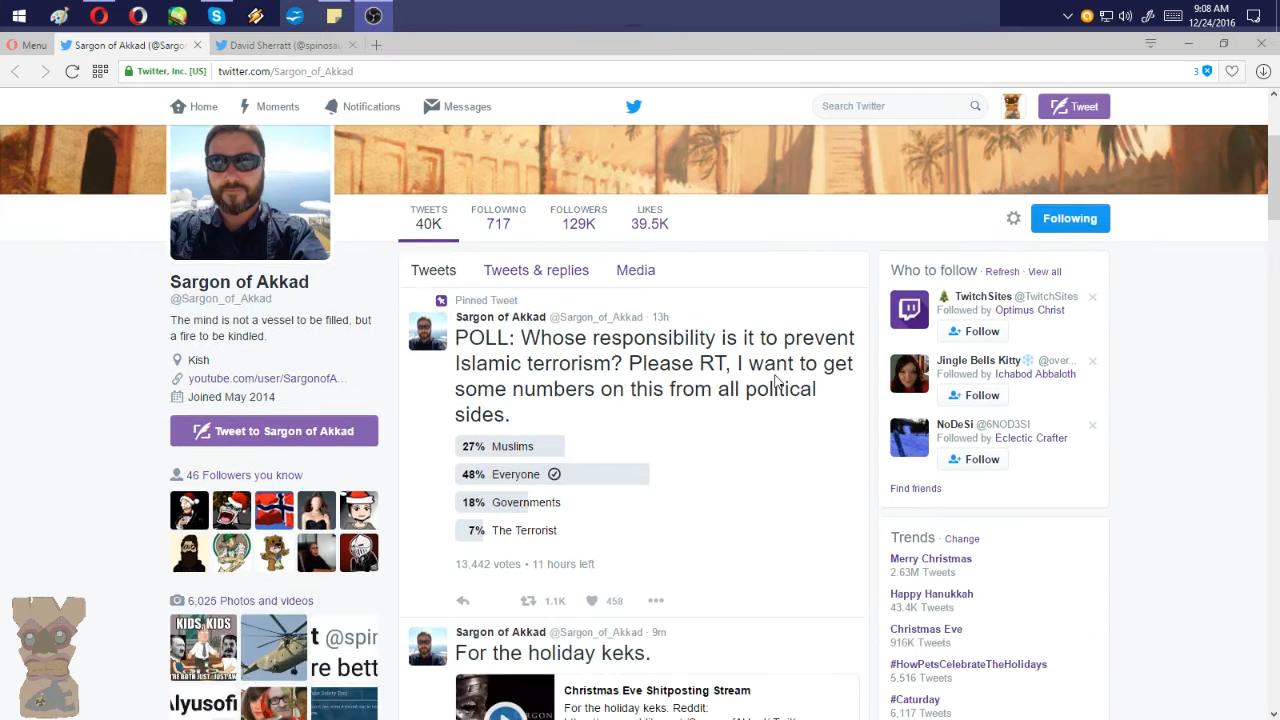 9:08 AM
12/24/2016
Menu
Sargon of Akkad (@Sargo
David Sherratt (@spinosau
Twitter, Inc. [US]
twitter.com/Sargon_of_Akkad
3
Home
Moments
Notifications
Messages
Search Twitter
Tweet
TWEETS
40K
FOLLOWING
717
FOLLOWERS
129K
LIKES
39.5K
Following
Sargon of Akkad
@Sargon_of_Akkad
The mind is not a vessel to be filled, but
a fire to be kindled.
Kish
youtube.com/user/SargonofA...
Joined May 2014
Tweet to Sargon of Akkad
46 Followers you know
6,025 Photos and videos
KIDS, KIDS
t @spin
re bett
alyusofi
Tweets
Tweets & replies
Media
Pinned Tweet
Sargon of Akkad @Sargon_of_Akkad · 13h
POLL: Whose responsibility is it to prevent
Islamic terrorism? Please RT, I want to get
some numbers on this from all political
sides.
27% Muslims
48% Everyone
18% Governments
7% The Terrorist
13,442 votes • 11 hours left
1.1K
458
Sargon of Akkad @Sargon_of_Akkad · 9m
For the holiday keks.
Christmas Eve Shitposting Stream
For the holiday keks. Reddit:
Who to follow · Refresh · View all
TwitchSites @TwitchSites
Followed by Optimus Christ
Follow
Jingle Bells Kitty @over...
Followed by Ichabod Abbaloth
Follow
NoDeSi @6NOD3SI
Followed by Eclectic Crafter
Follow
Find friends
Trends · Change
Merry Christmas
2.63M Tweets
Happy Hanukkah
43.4K Tweets
Christmas Eve
916K Tweets
#HowPetsCelebrateTheHolidays
5,516 Tweets
#Caturday
6,117 Tweets